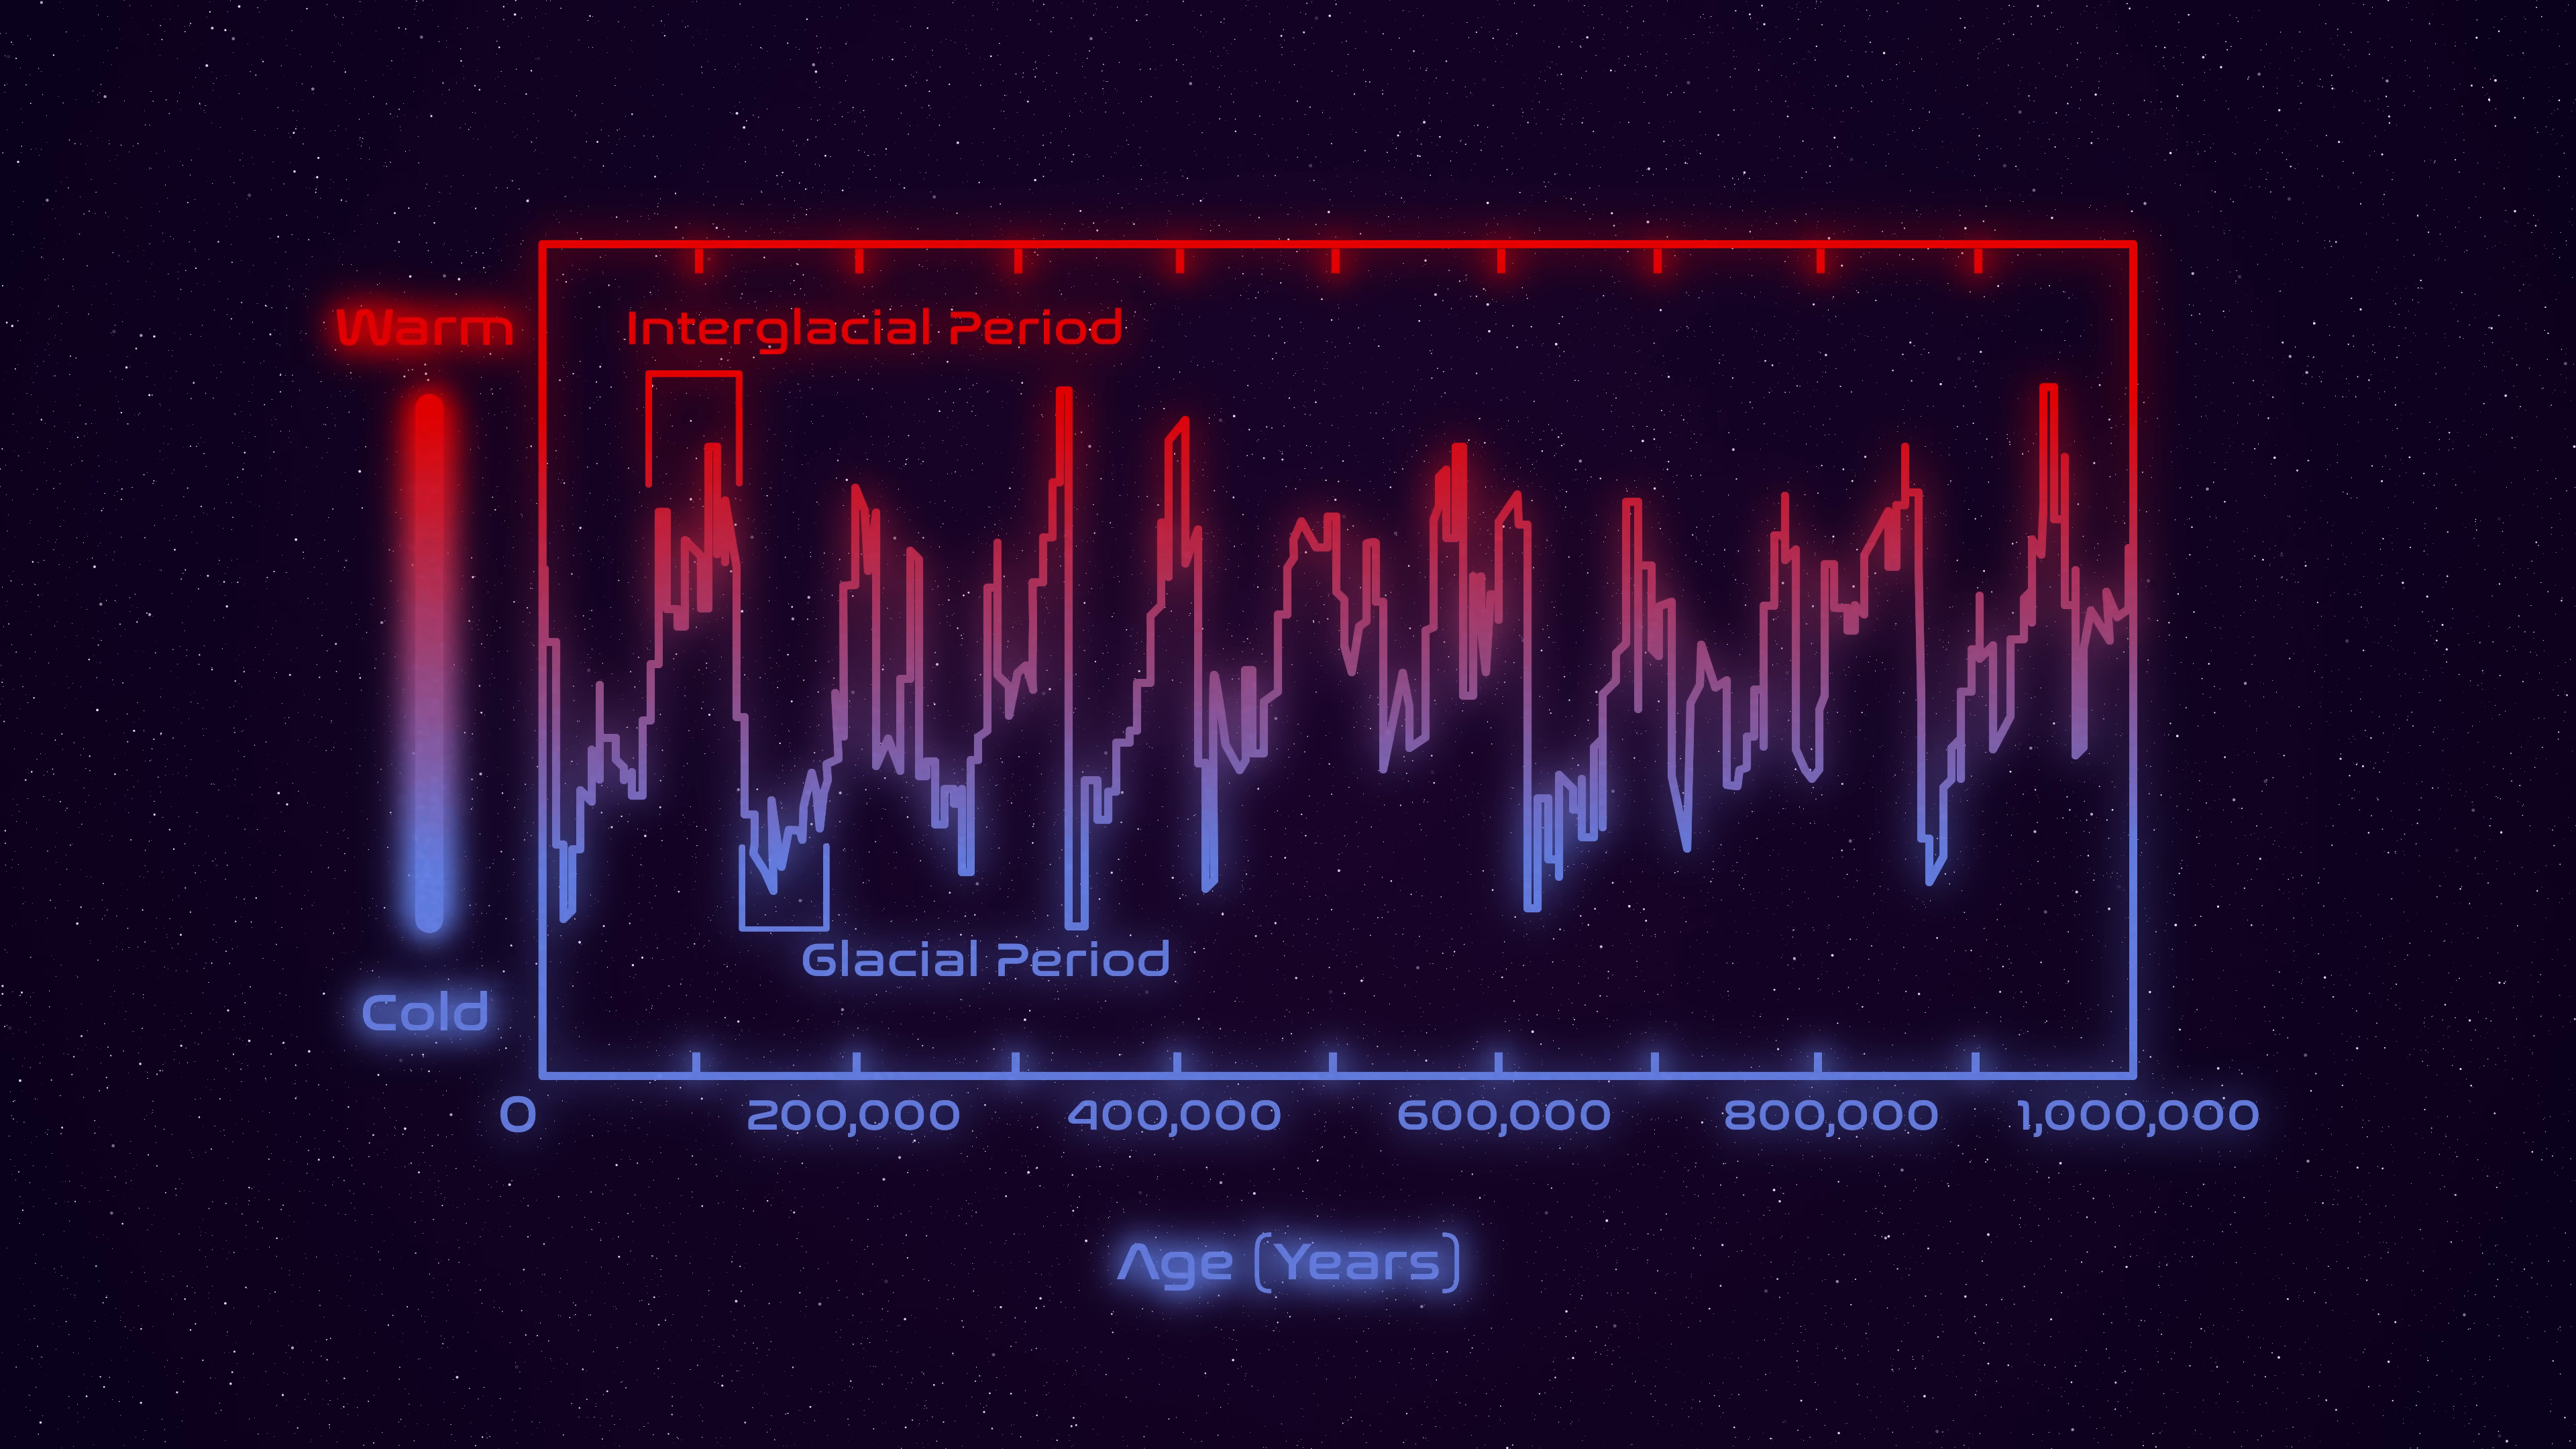 Warm
Interglacial Period
Glacial Period
Cold
0
200,000
400,000
600,000
800,000
1,000,000
Age (Years)